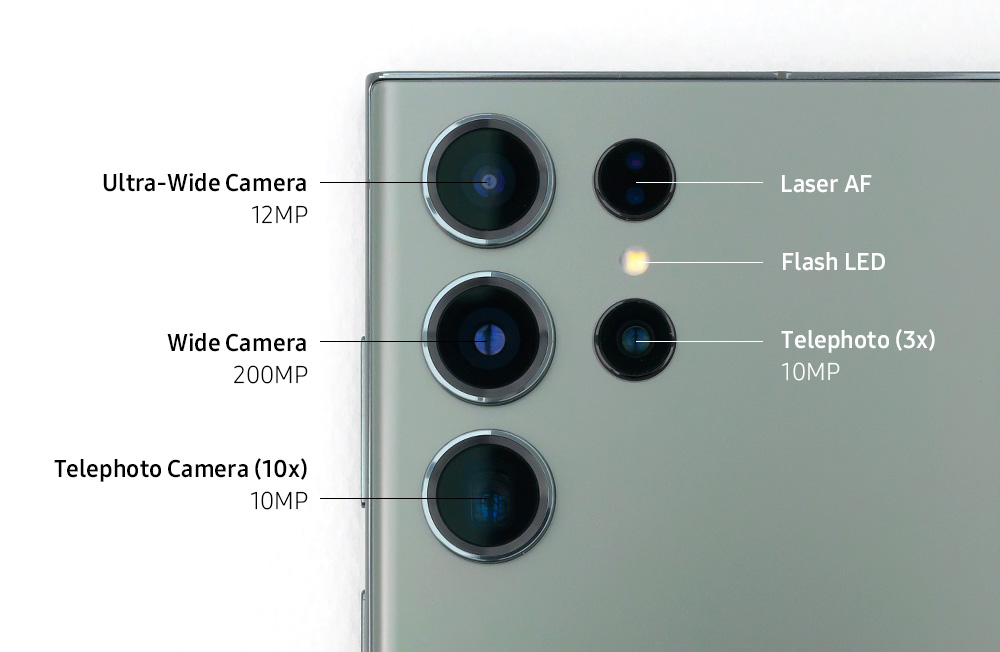 Ultra-Wide Camera
12MP
Laser AF
Flash LED
Wide Camera
200MP
Telephoto (3x)
10MP
Telephoto Camera (10x)
10MP